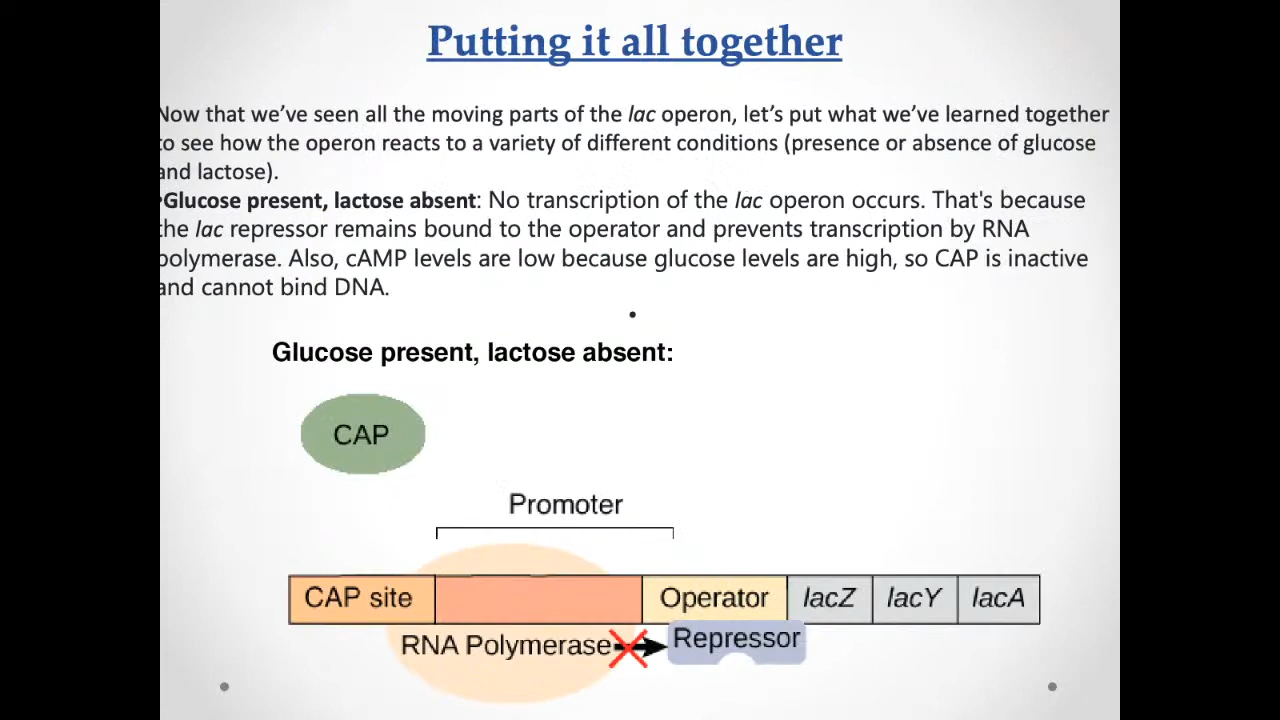 Putting it all together
Now that we’ve seen all the moving parts of the lac operon, let’s put what we’ve learned together
to see how the operon reacts to a variety of different conditions (presence or absence of glucose
and lactose).
•Glucose present, lactose absent: No transcription of the lac operon occurs. That's because
the lac repressor remains bound to the operator and prevents transcription by RNA
polymerase. Also, cAMP levels are low because glucose levels are high, so CAP is inactive
and cannot bind DNA.
•
Glucose present, lactose absent:
CAP
Promoter
CAP site Operator lacZ lacY lacA
RNA Polymerase Repressor